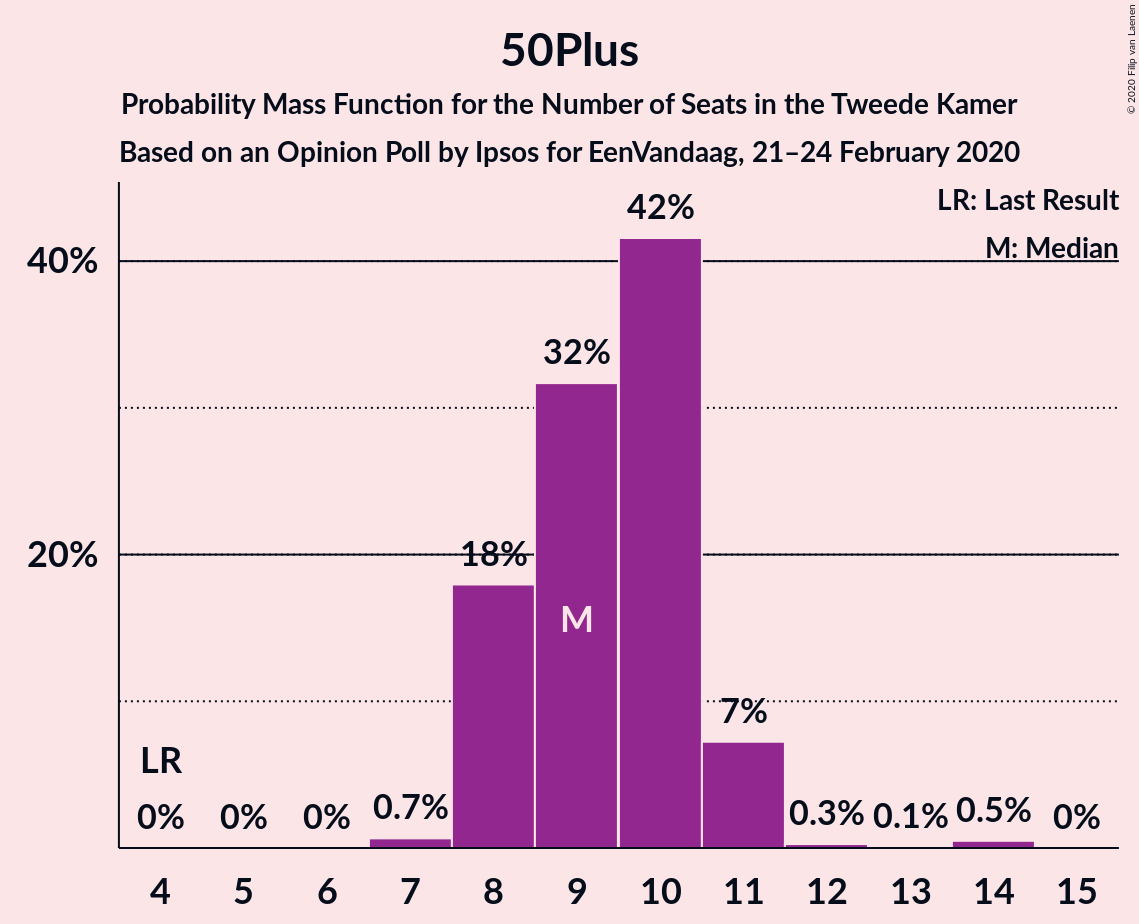 50Plus
Probability Mass Function for the Number of Seats in the Tweede Kamer
Based on an Opinion Poll by Ipsos for EenVandaag, 21–24 February 2020
© 2020 Filip van Laenen
LR: Last Result
M: Median
40%
20%
42%
32%
18%
M
7%
LR
0%
0%
0%
0.7%
0.3%
0.1%
0.5%
0%
4 5 6 7 8 9 10 11 12 13 14 15